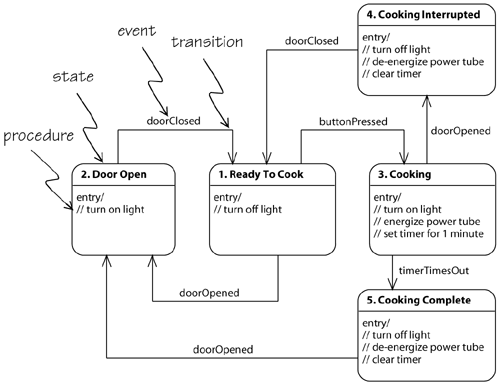 event
transition
state
procedure
doorClosed
2. Door Open
entry/
// turn on light
1. Ready To Cook
entry/
// turn off light
doorOpened
doorClosed
buttonPressed
4. Cooking Interrupted
entry/
// turn off light
// de-energize power tube
// clear timer
doorOpened
3. Cooking
entry/
// turn on light
// energize power tube
// set timer for 1 minute
timerTimesOut
5. Cooking Complete
entry/
// turn off light
// de-energize power tube
// clear timer
doorOpened